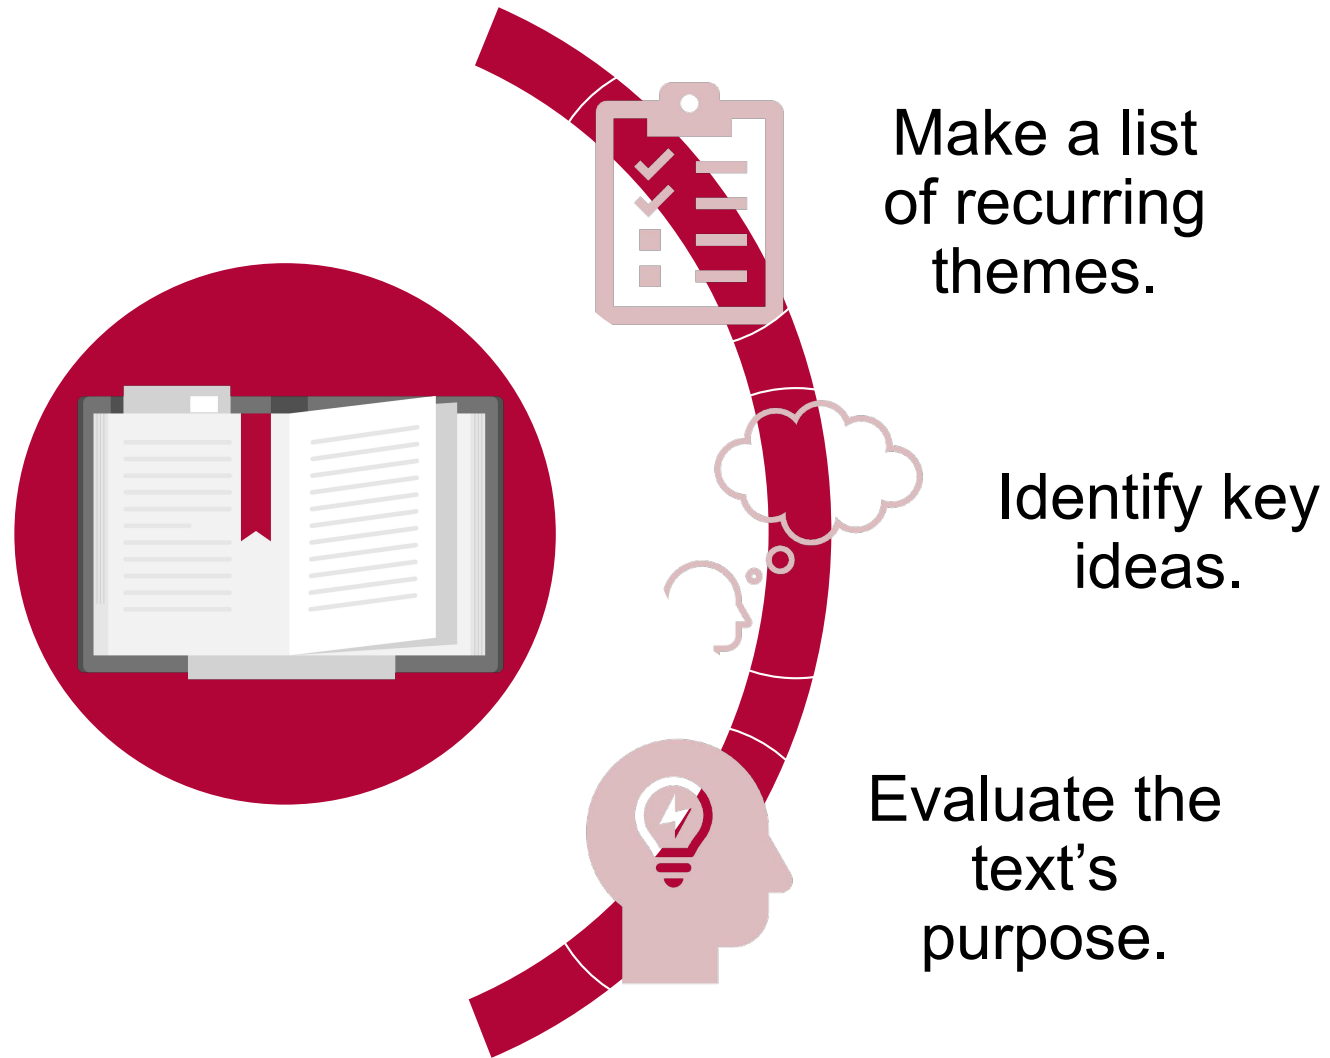 Make a list
of recurring
themes.
Identify key
ideas.
Evaluate the
text’s
purpose.